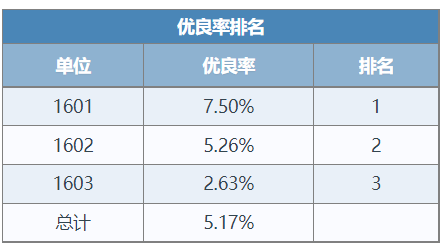 优良率排名
单位 优良率 排名
1601 7.50% 1
1602 5.26% 2
1603 2.63% 3
总计 5.17%